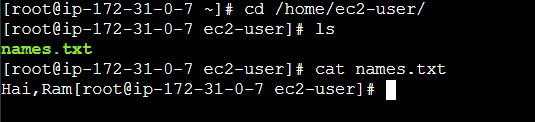 [root@ip-172-31-0-7 ~]# cd /home/ec2-user/
[root@ip-172-31-0-7 ec2-user]# ls
names.txt
[root@ip-172-31-0-7 ec2-user]# cat names.txt
Hai,Ram[root@ip-172-31-0-7 ec2-user]#